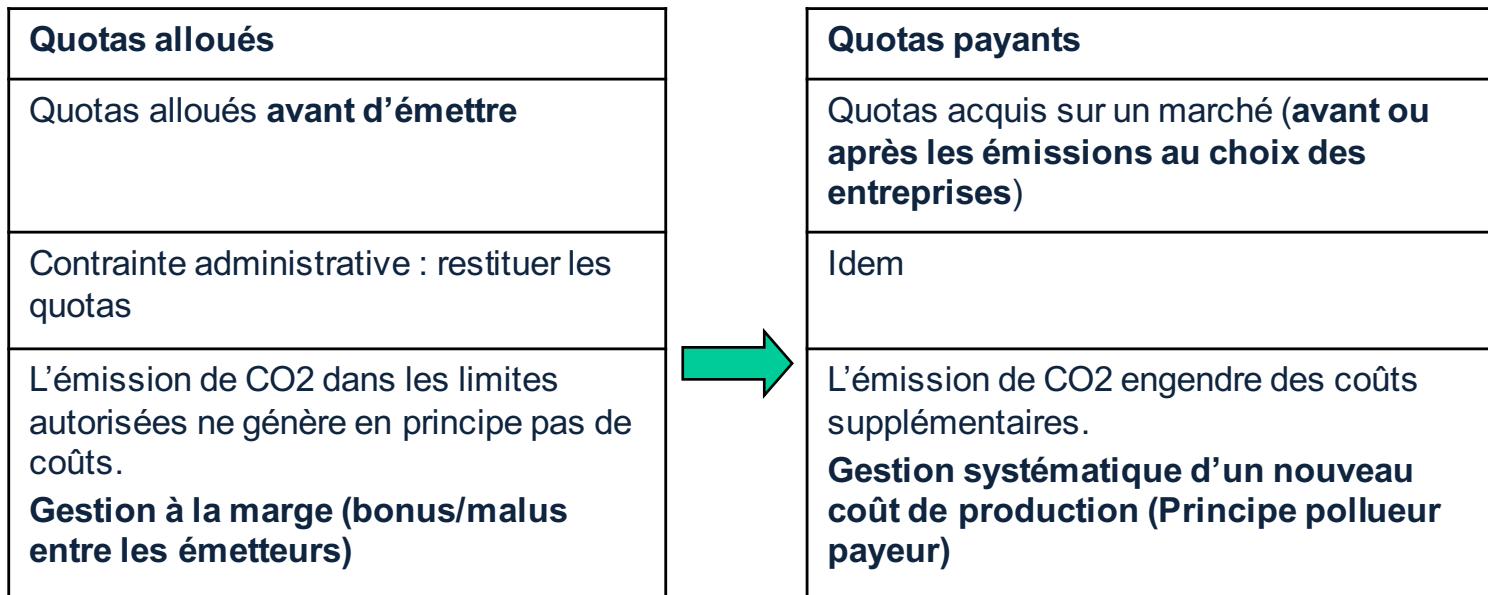 Quotas alloués
Quotas alloués avant d'émettre
Contrainte administrative : restituer les
quotas
L'émission de CO2 dans les limites
autorisées ne génère en principe pas de
coûts.
Gestion à la marge (bonus/malus
entre les émetteurs)
Quotas payants
Quotas acquis sur un marché (avant ou
après les émissions au choix des
entreprises)
Idem
L'émission de CO2 engendre des coûts
supplémentaires.
Gestion systématique d'un nouveau
coût de production (Principe pollueur
payeur)